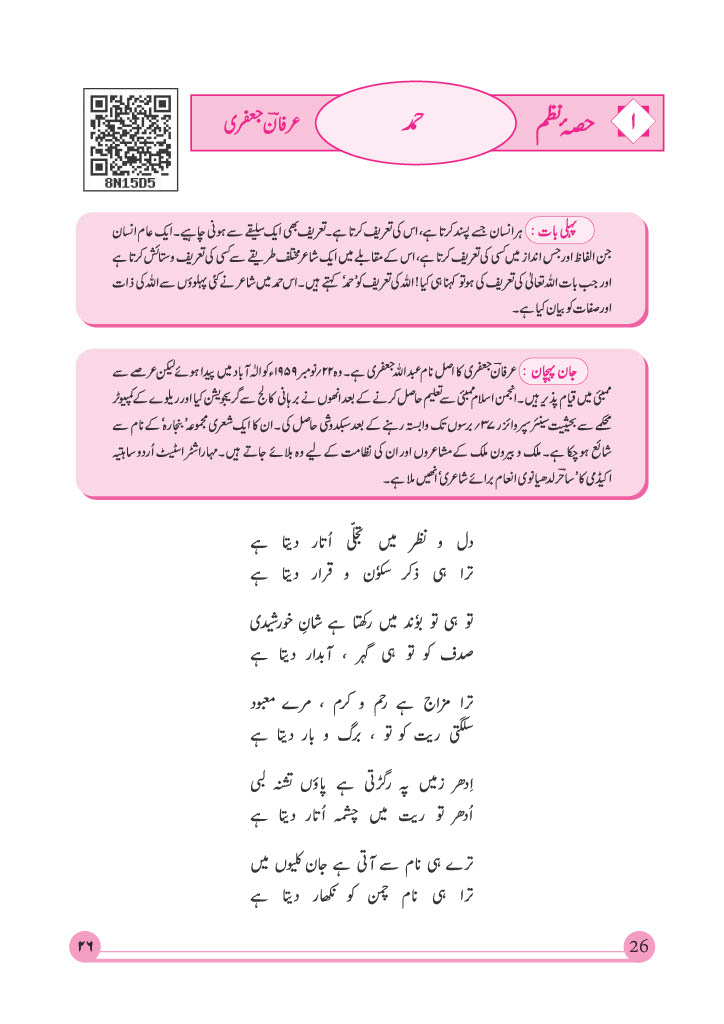 ۱
حصۂ نظم
حمد
عرفانؔ جعفری
8N15D5
پہلی بات : ہر انسان جسے پسند کرتا ہے، اس کی تعریف کرتا ہے۔ تعریف بھی ایک سلیقے سے ہونی چاہیے۔ ایک عام انسان
جن الفاظ اور جس انداز میں کسی کی تعریف کرتا ہے، اس کے مقابلے میں ایک شاعر مختلف طریقے سے کسی کی تعریف و ستائش کرتا ہے
اور جب بات اللہ تعالیٰ کی تعریف کی ہو تو کہنا ہی کیا! اللہ کی تعریف کو 'حمد' کہتے ہیں۔ اس حمد میں شاعر نے کئی پہلوؤں سے اللہ کی ذات
اور صفات کو بیان کیا ہے۔
جان پہچان : عرفانؔ جعفری کا اصل نام عبداللہ جعفری ہے۔ وہ ۲۲؍نومبر ۱۹۵۹ء کو الٰہ آباد میں پیدا ہوئے لیکن عرصے سے
ممبئی میں قیام پذیر ہیں۔ انجمن اسلام ممبئی سے تعلیم حاصل کرنے کے بعد انھوں نے برہانی کالج سے گریجویشن کیا اور ریلوے کے کمپیوٹر
محکمے سے بحیثیت سینئر سپروائزر ۳۷؍ برسوں تک وابستہ رہنے کے بعد سبکدوشی حاصل کی۔ ان کا ایک شعری مجموعہ 'بنجارہ' کے نام سے
شائع ہو چکا ہے۔ ملک و بیرون ملک کے مشاعروں اور ان کی نظامت کے لیے وہ بلائے جاتے ہیں۔ مہاراشٹر اسٹیٹ اُردو ساہتیہ
اکیڈمی کا 'ساحرؔ لدھیانوی انعام برائے شاعری' انھیں ملا ہے۔
دل و نظر میں تجلّی اُتار دیتا ہے
ترا ہی ذکر سکوٗن و قرار دیتا ہے
تو ہی تو بوٗند میں رکھتا ہے شانِ خورشیدی
صدف کو تو ہی گہر ، آبدار دیتا ہے
ترا مزاج ہے رحم و کرم ، مرے معبود
سلگتی ریت کو تو ، برگ و بار دیتا ہے
اِدھر زمیں پہ رگڑتی ہے پاؤں تشنہ لبی
اُدھر تو ریت میں چشمہ اُتار دیتا ہے
ترے ہی نام سے آتی ہے جان کلیوں میں
ترا ہی نام چمن کو نکھار دیتا ہے
۲۶
26